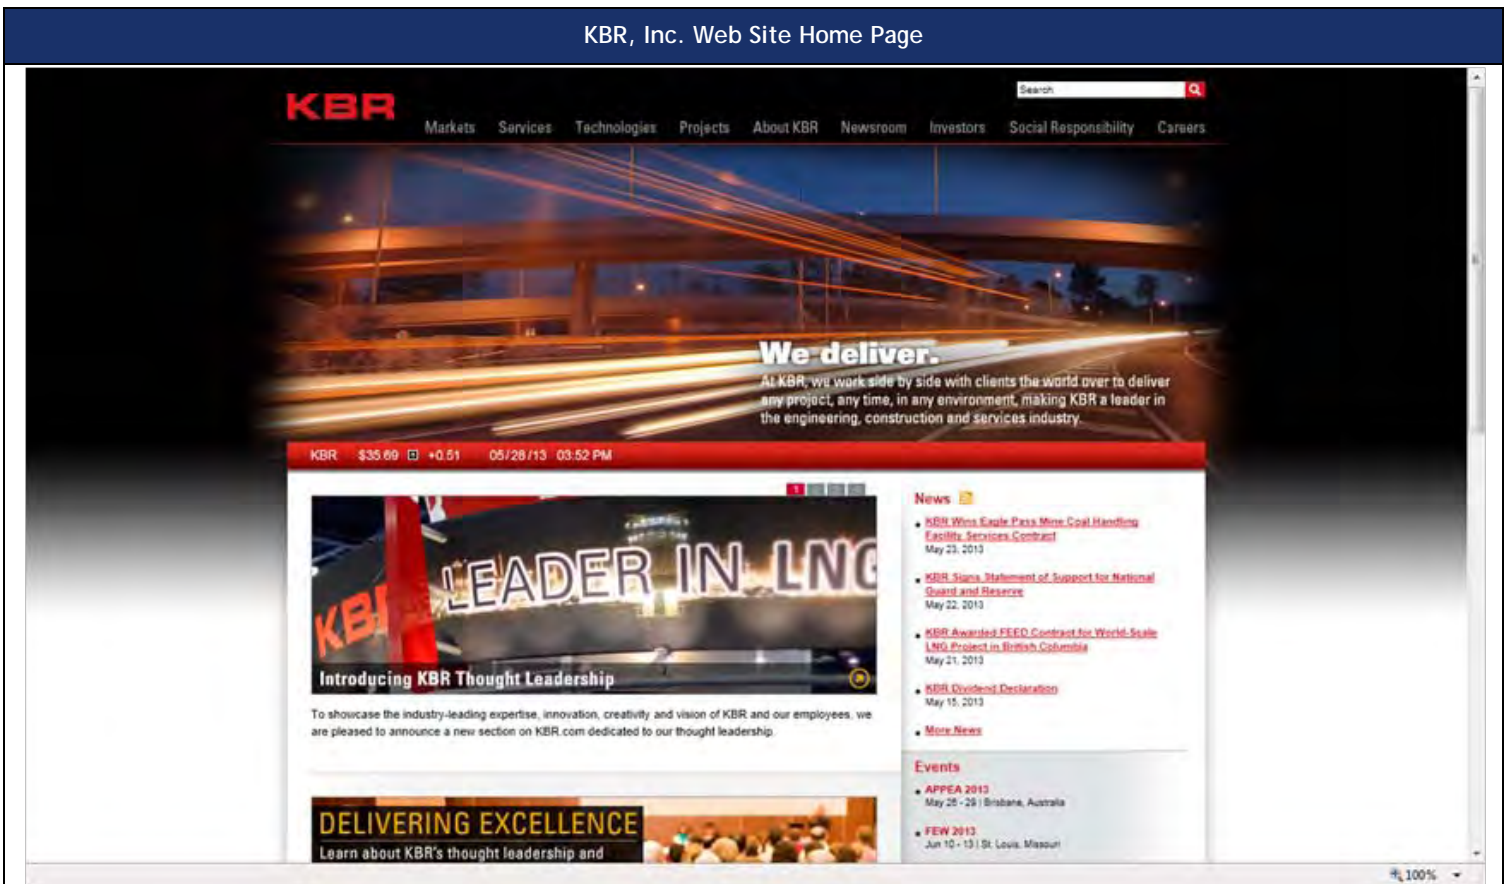 KBR, Inc. Web Site Home Page
Search
KBR
Markets Services Technologies Projects About KBR Newsroom Investors Social Responsibility Careers
We deliver.
At KBR, we work side by side with clients the world over to deliver
any project, any time, in any environment, making KBR a leader in
the engineering, construction and services industry.
KBR $35.69 +0.51 05/28/13 03:52 PM
1
KBR
LEADER IN LNG
Introducing KBR Thought Leadership
To showcase the industry-leading expertise, innovation, creativity and vision of KBR and our employees, we
are pleased to announce a new section on KBR.com dedicated to our thought leadership.
DELIVERING EXCELLENCE
Learn about KBR's thought leadership and
News
KBR Wins Eagle Pass Mine Coal Handling
Facility Services Contract
May 23, 2013
KBR Signs Statement of Support for National
Guard and Reserve
May 22, 2013
KBR Awarded FEED Contract for World-Scale
LNG Project in British Columbia
May 21, 2013
KBR Dividend Declaration
May 15, 2013
More News
Events
APPEA 2013
May 26 - 29 | Brisbane, Australia
FEW 2013
Jun 10 - 13 | St. Louis, Missouri
100%